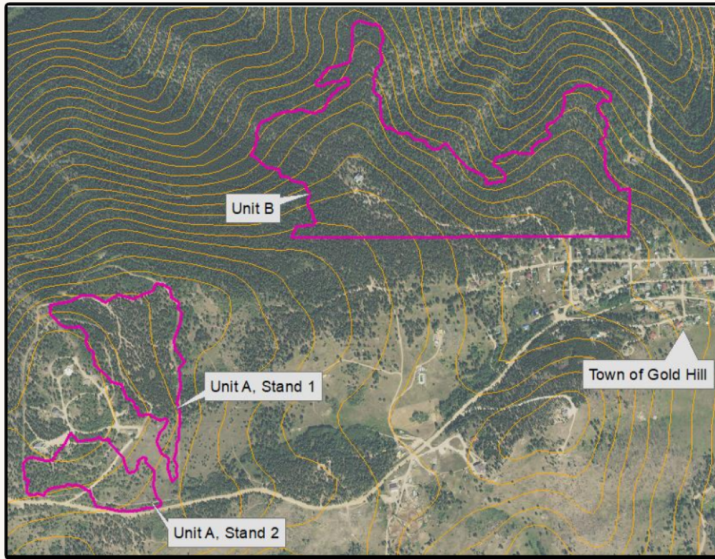 Unit B
Unit A, Stand 1
Town of Gold Hill
Unit A, Stand 2